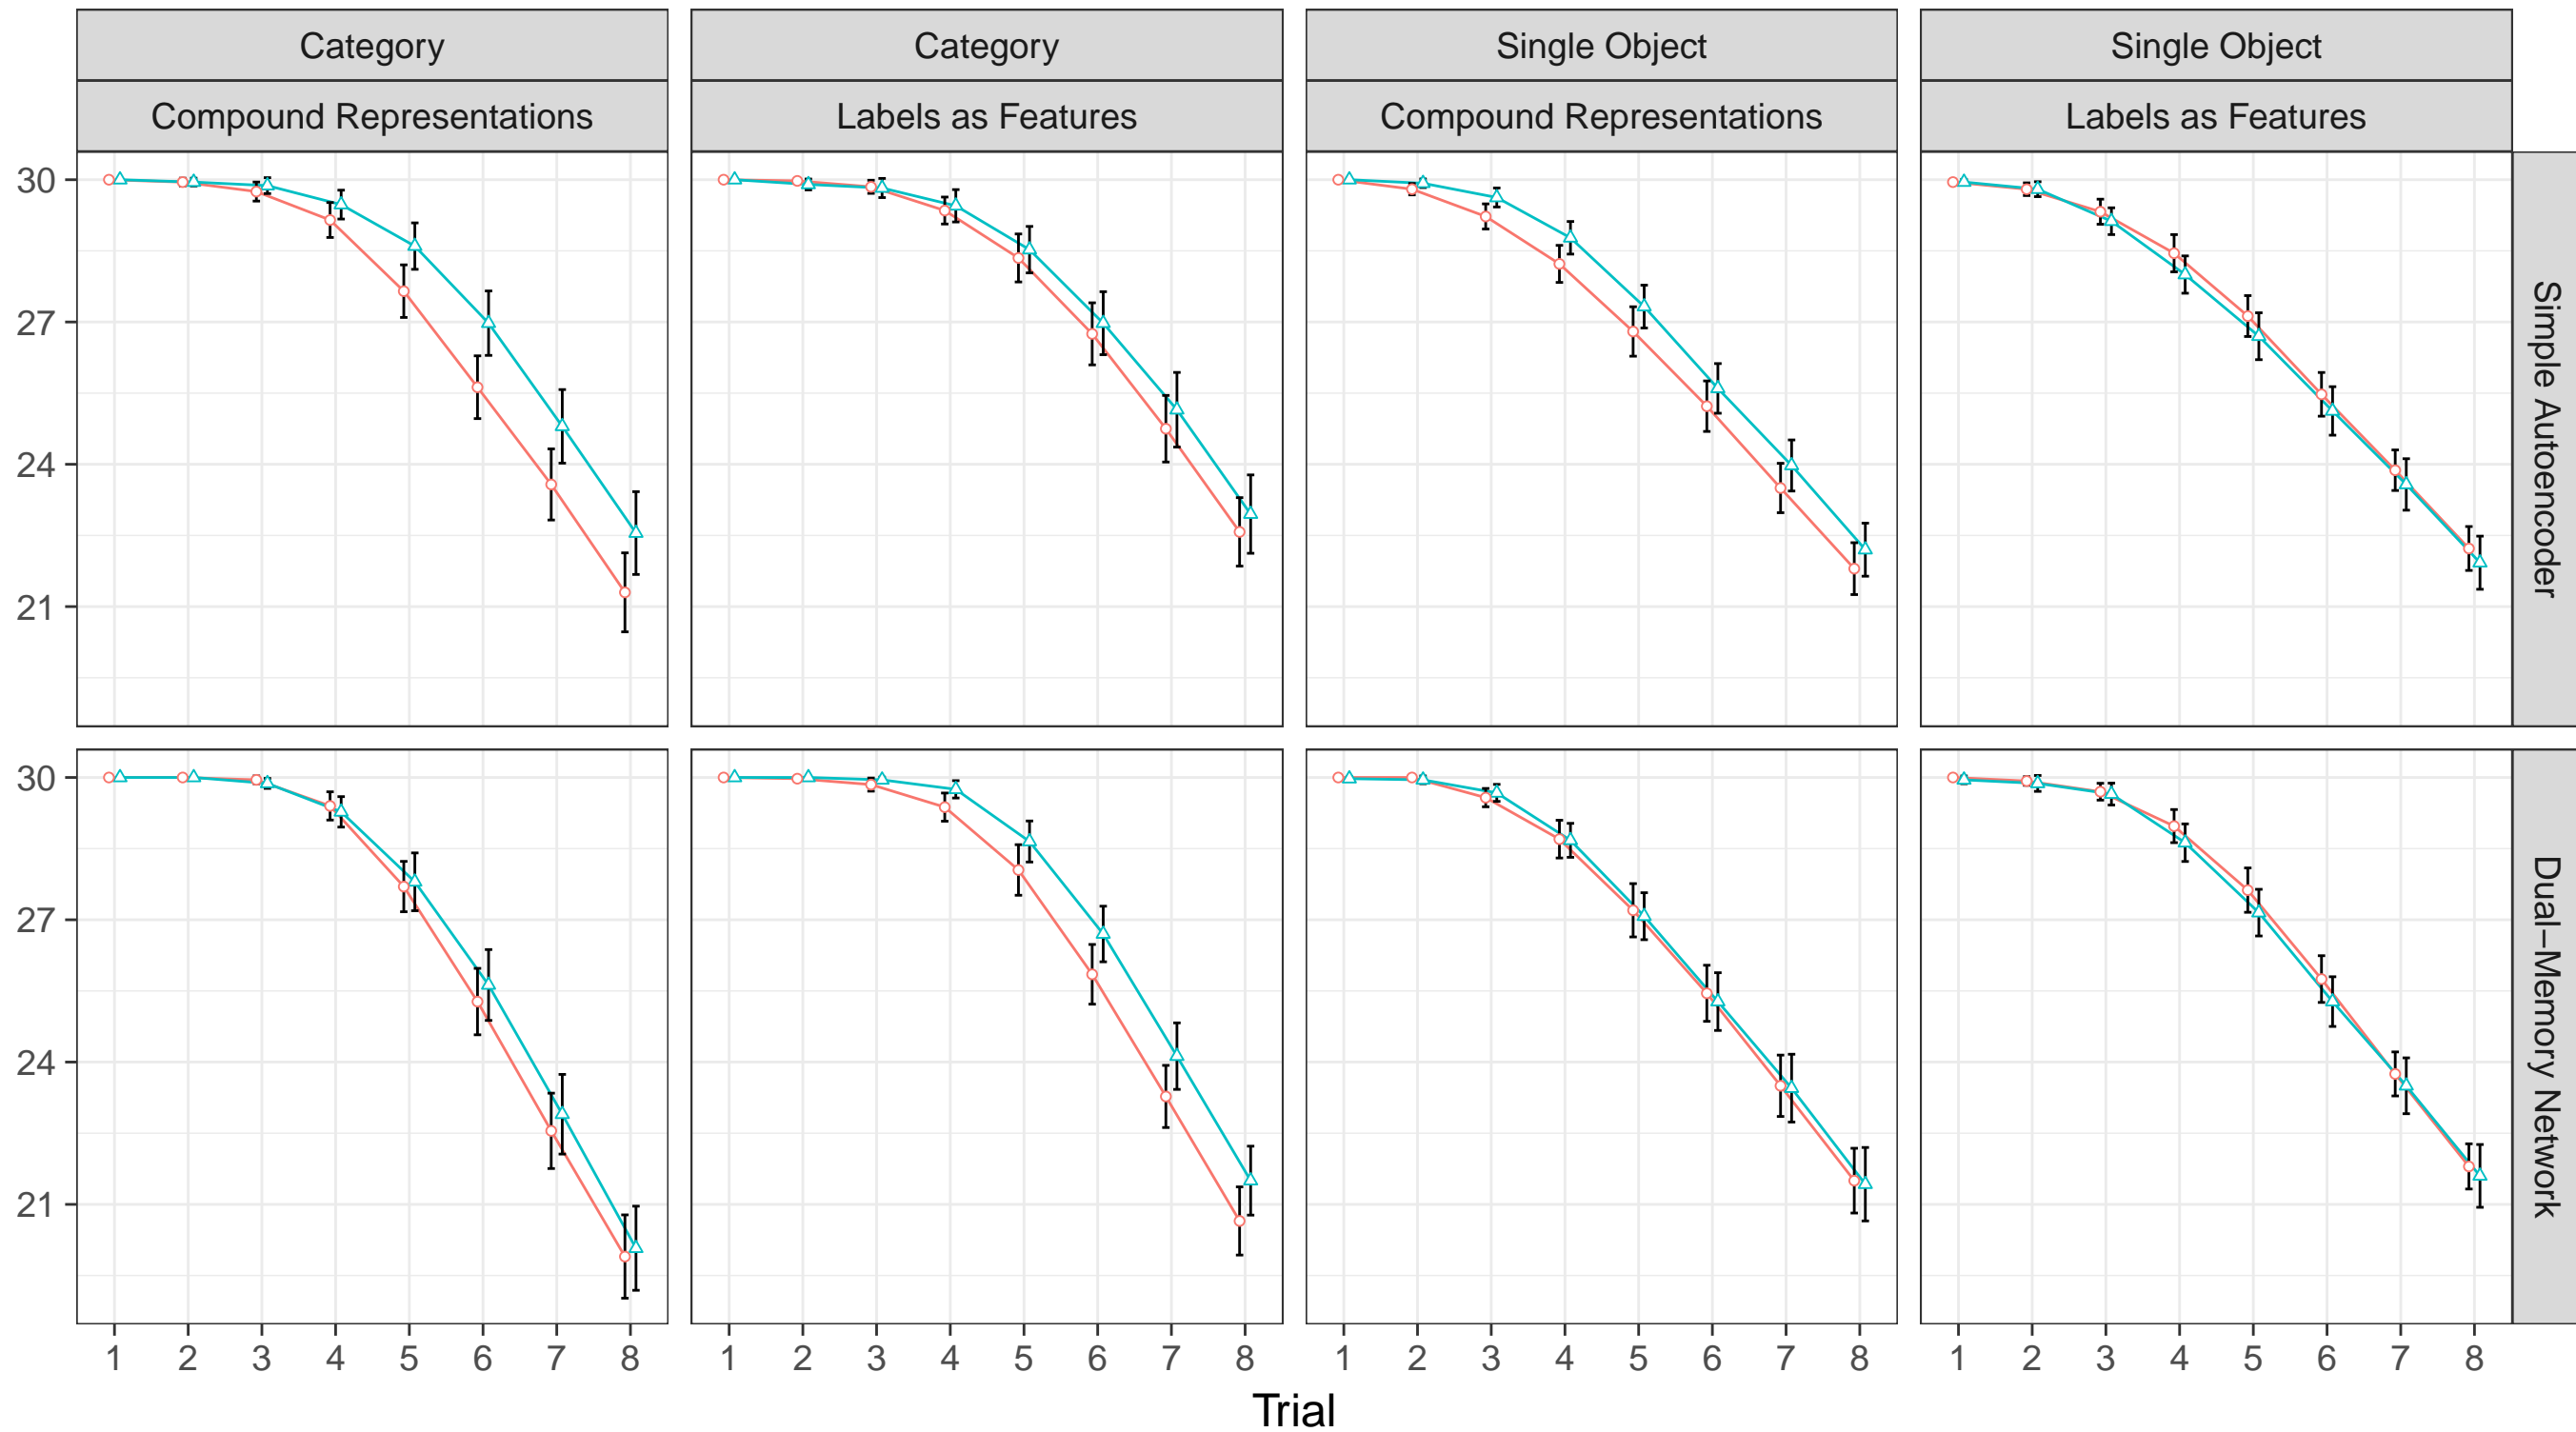 Category Category Single Object Single Object
Compound Representations Labels as Features Compound Representations Labels as Features
30
27
24
21
Simple Autoencoder
30
27
24
21
Dual−Memory Network
1 2 3 4 5 6 7 8 1 2 3 4 5 6 7 8 1 2 3 4 5 6 7 8 1 2 3 4 5 6 7 8
Trial